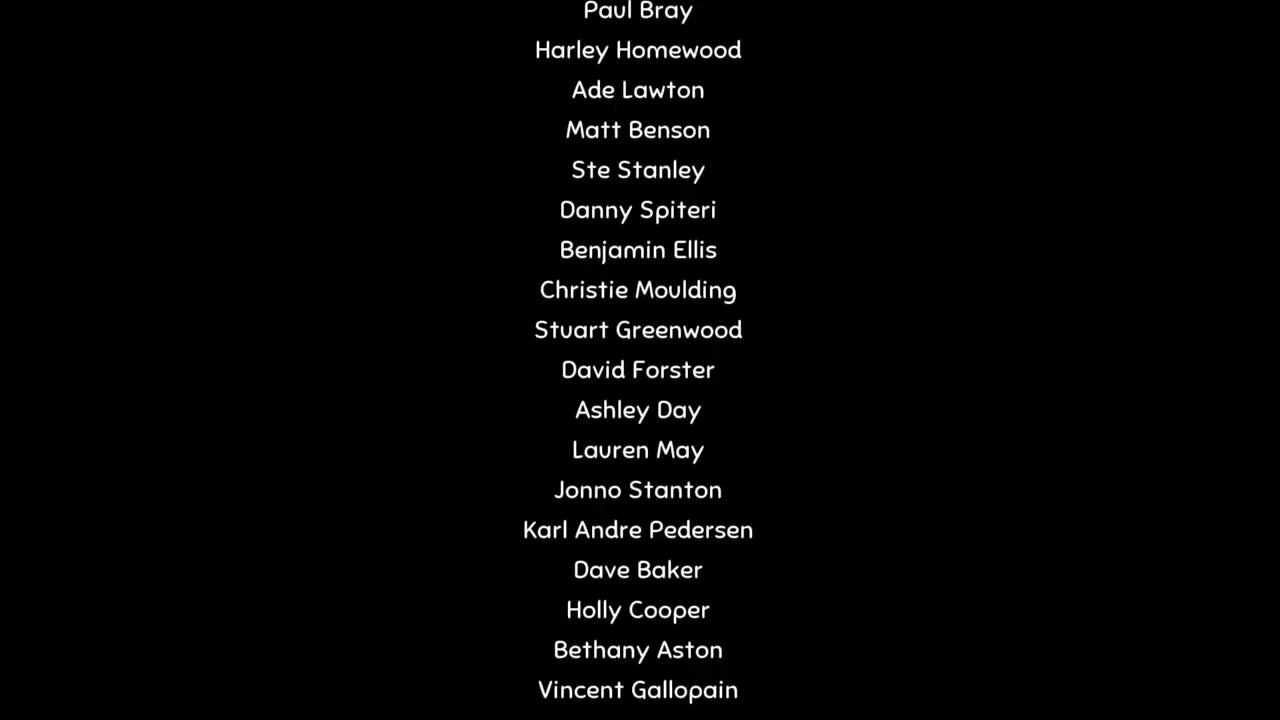 Paul Bray
Harley Homewood
Ade Lawton
Matt Benson
Ste Stanley
Danny Spiteri
Benjamin Ellis
Christie Moulding
Stuart Greenwood
David Forster
Ashley Day
Lauren May
Jonno Stanton
Karl Andre Pedersen
Dave Baker
Holly Cooper
Bethany Aston
Vincent Gallopain